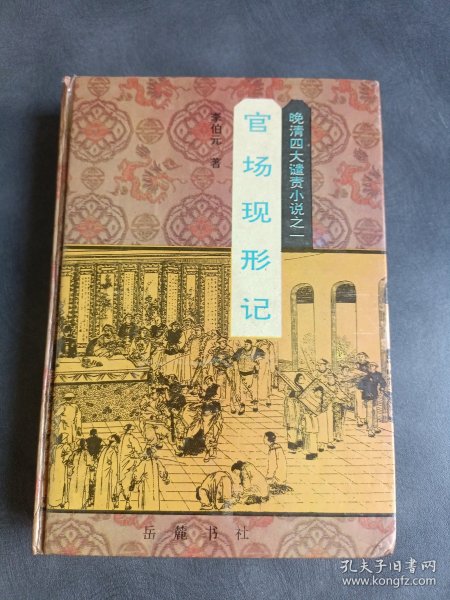 晚清四大谴责小说之一
官场现形记
李伯元 著
岳麓书社
孔夫子旧书网
www.kongfz.com